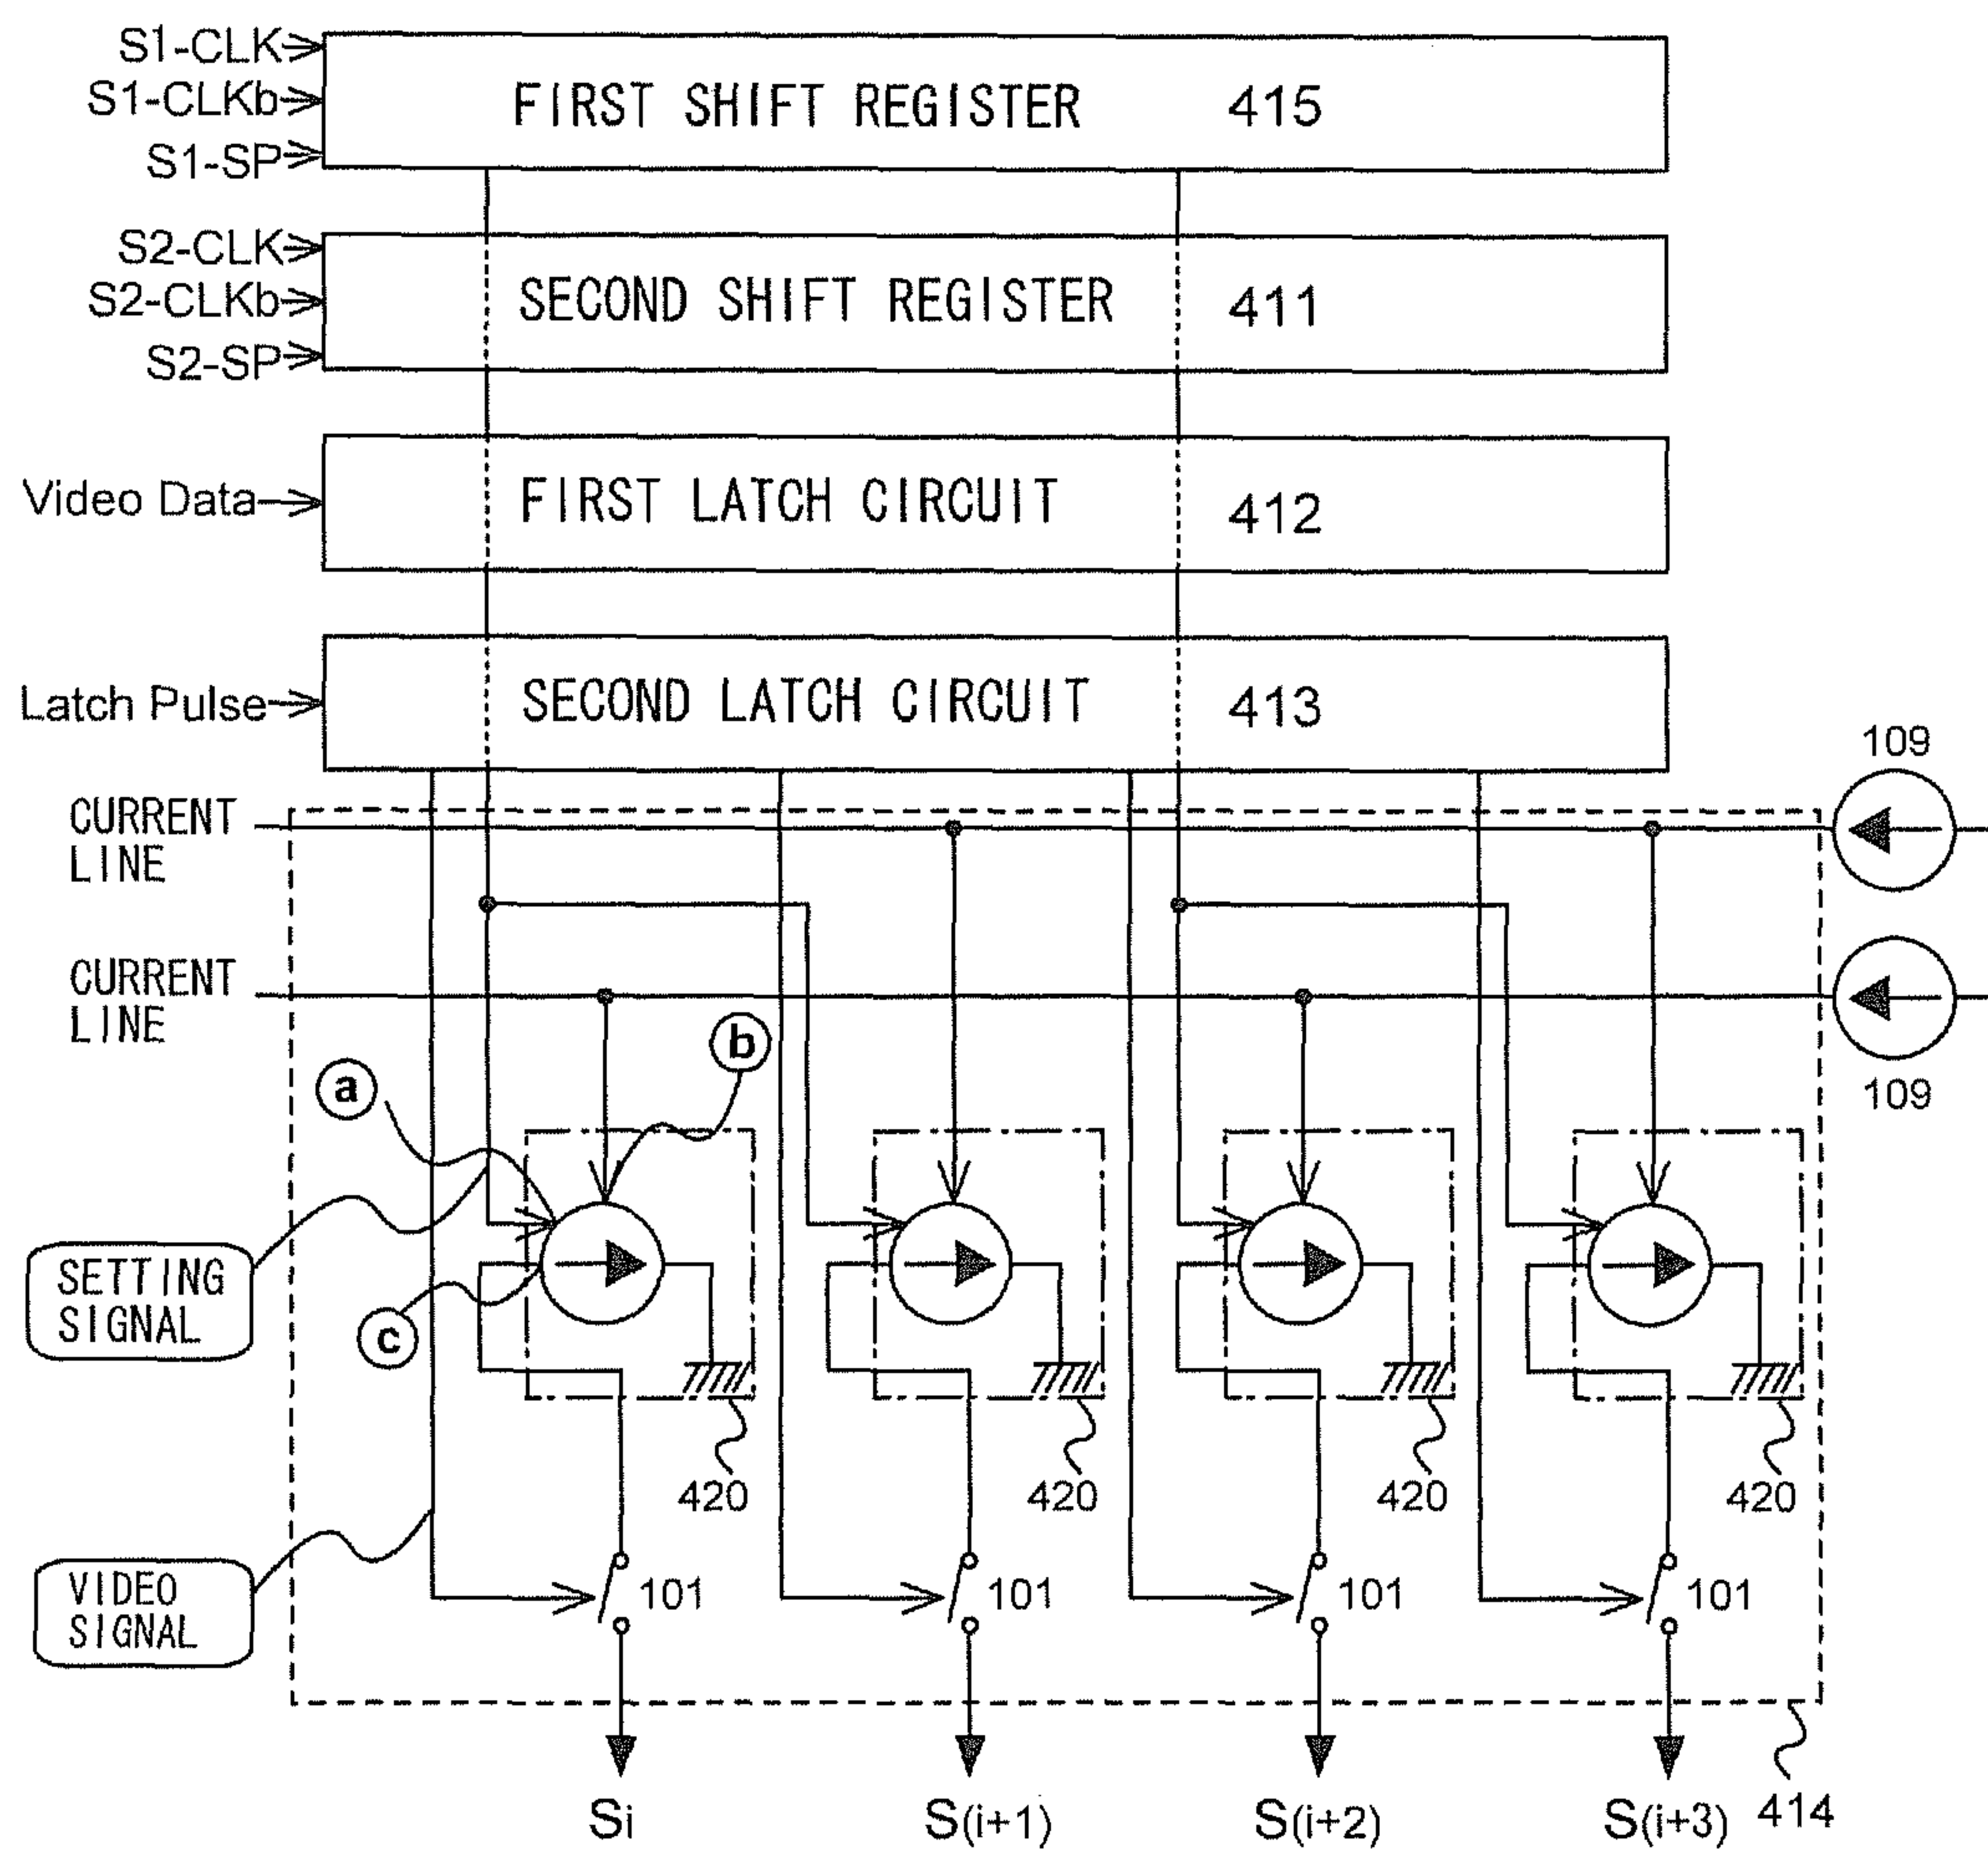 S1-CLK
S1-CLKb
S1-SP
FIRST SHIFT REGISTER 415
S2-CLK
S2-CLKb
S2-SP
SECOND SHIFT REGISTER 411
Video Data
FIRST LATCH CIRCUIT 412
Latch Pulse
SECOND LATCH CIRCUIT 413
109
CURRENT
LINE
CURRENT
LINE
109
a
b
c
SETTING
SIGNAL
420
420
420
420
VIDEO
SIGNAL
101
101
101
101
Si
S(i+1)
S(i+2)
S(i+3)
414